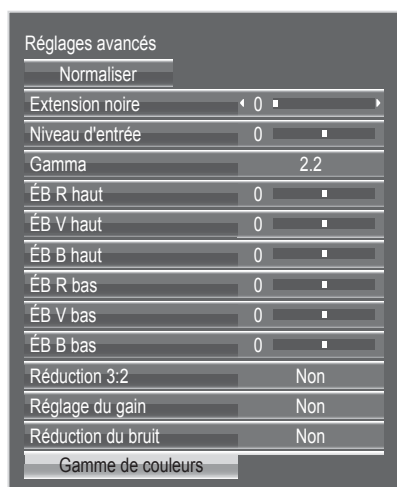 Réglages avancés
Normaliser
Extension noire 0
Niveau d'entrée 0
Gamma 2.2
ÉB R haut 0
ÉB V haut 0
ÉB B haut 0
ÉB R bas 0
ÉB V bas 0
ÉB B bas 0
Réduction 3:2 Non
Réglage du gain Non
Réduction du bruit Non
Gamme de couleurs